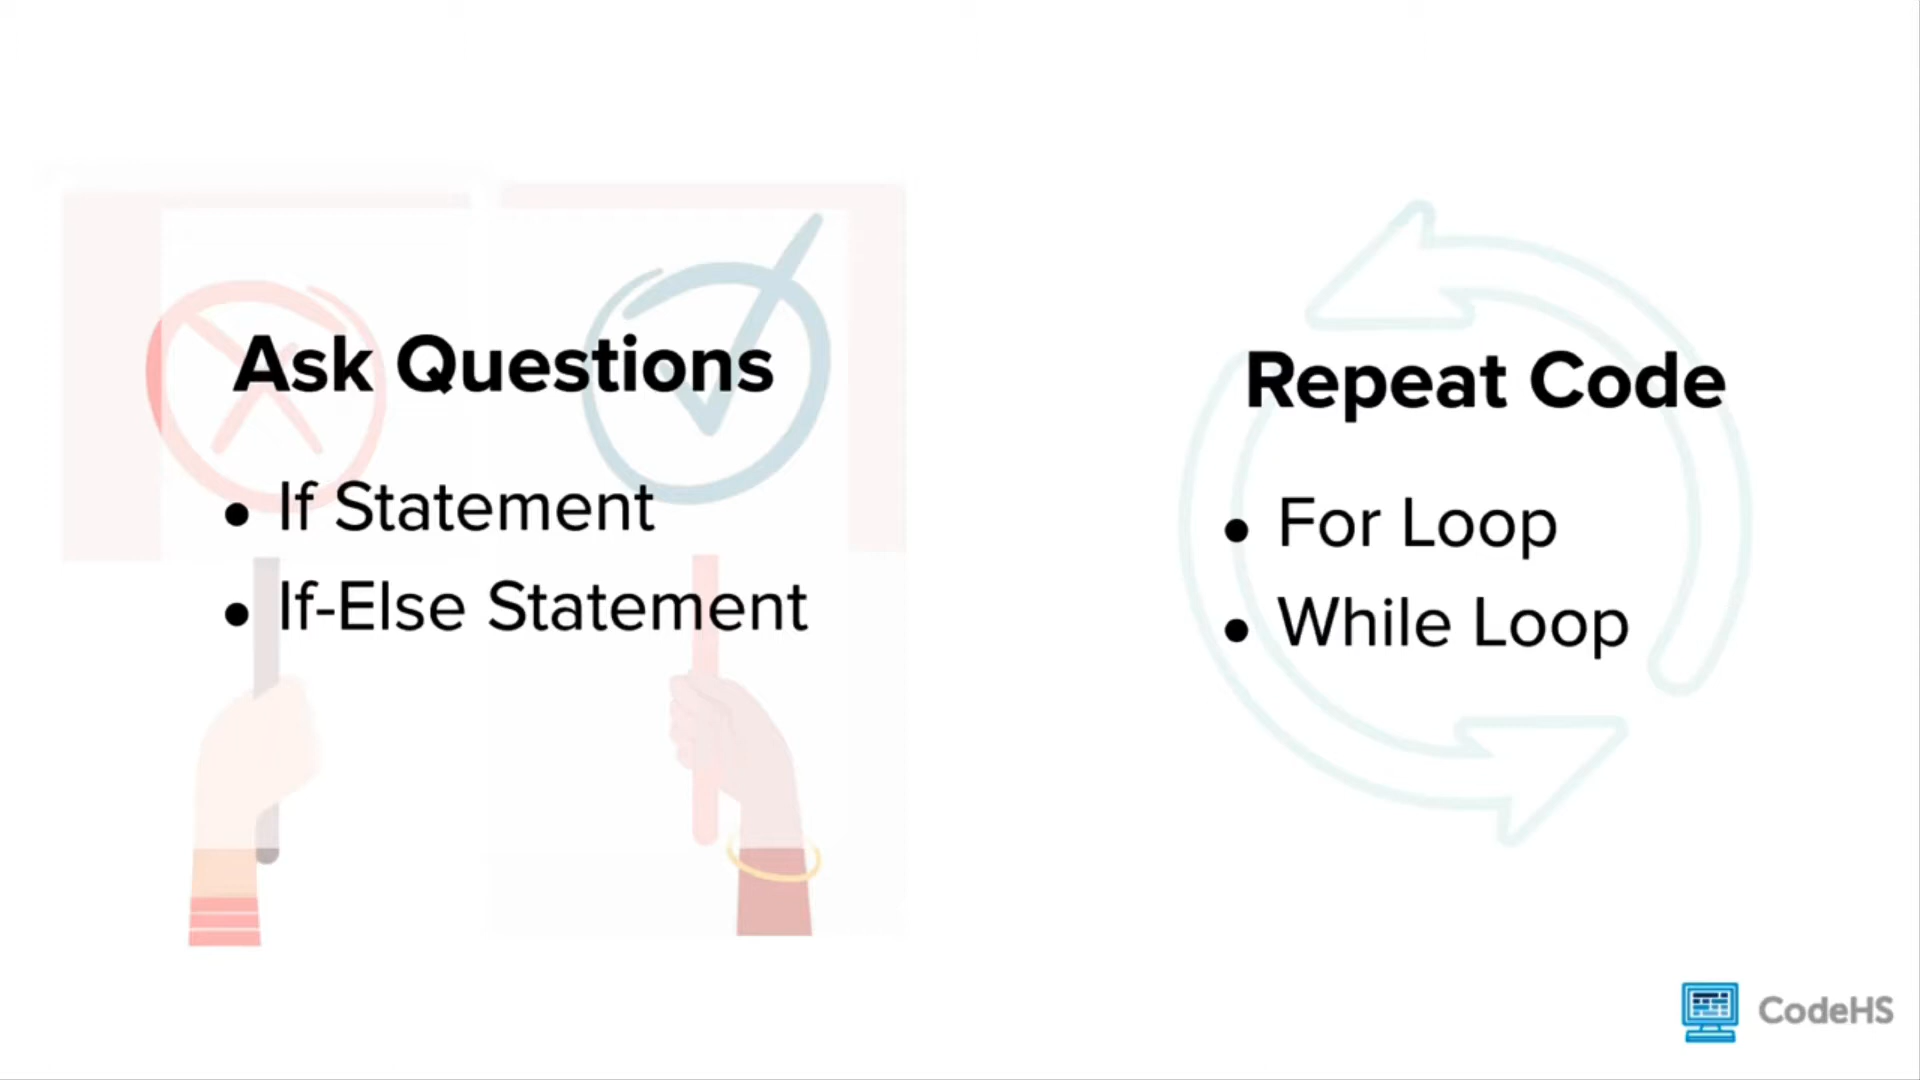 Ask Questions
• If Statement
• If-Else Statement
Repeat Code
• For Loop
• While Loop
CodeHS